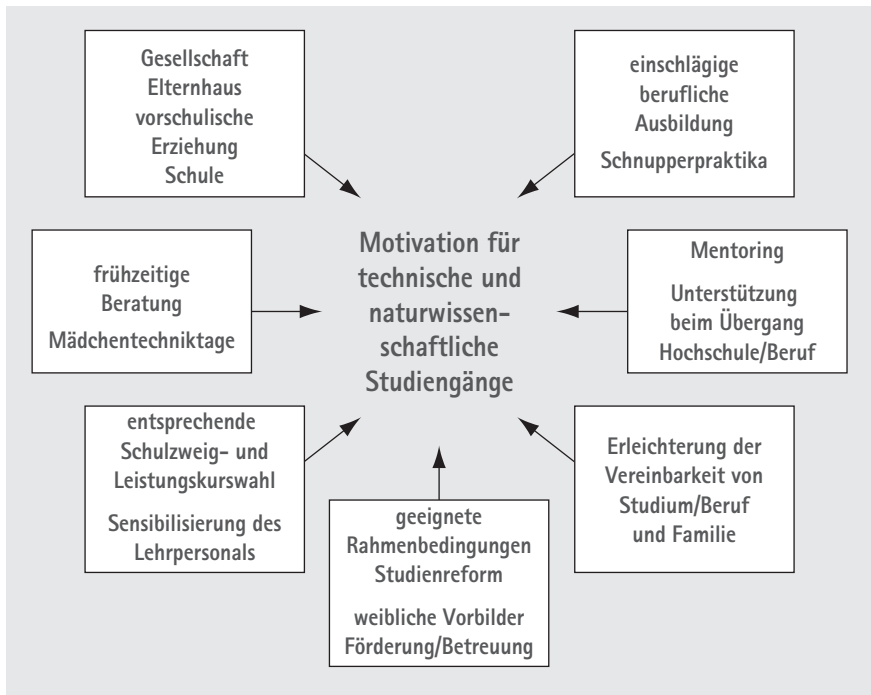 Gesellschaft
Elternhaus
vorschulische
Erziehung
Schule
einschlägige
berufliche
Ausbildung
Schnupperpraktika
Motivation für
technische und
naturwissen-
schaftliche
Studiengänge
frühzeitige
Beratung
Mädchentechniktage
Mentoring
Unterstützung
beim Übergang
Hochschule/Beruf
entsprechende
Schulzweig- und
Leistungskurswahl
Sensibilisierung des
Lehrpersonals
geeignete
Rahmenbedingungen
Studienreform
weibliche Vorbilder
Förderung/Betreuung
Erleichterung der
Vereinbarkeit von
Studium/Beruf
und Familie